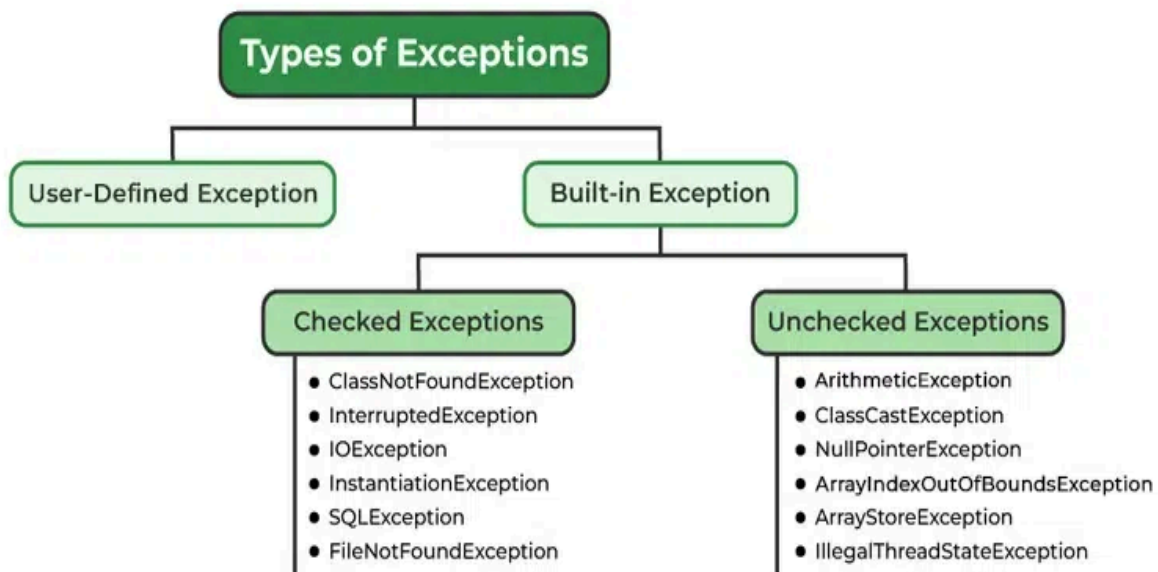 Types of Exceptions
User-Defined Exception
Built-in Exception
Checked Exceptions
• ClassNotFoundException
• InterruptedException
• IOException
• InstantiationException
• SQLException
• FileNotFoundException
Unchecked Exceptions
• ArithmeticException
• ClassCastException
• NullPointerException
• ArrayIndexOutOfBoundsException
• ArrayStoreException
• IllegalThreadStateException